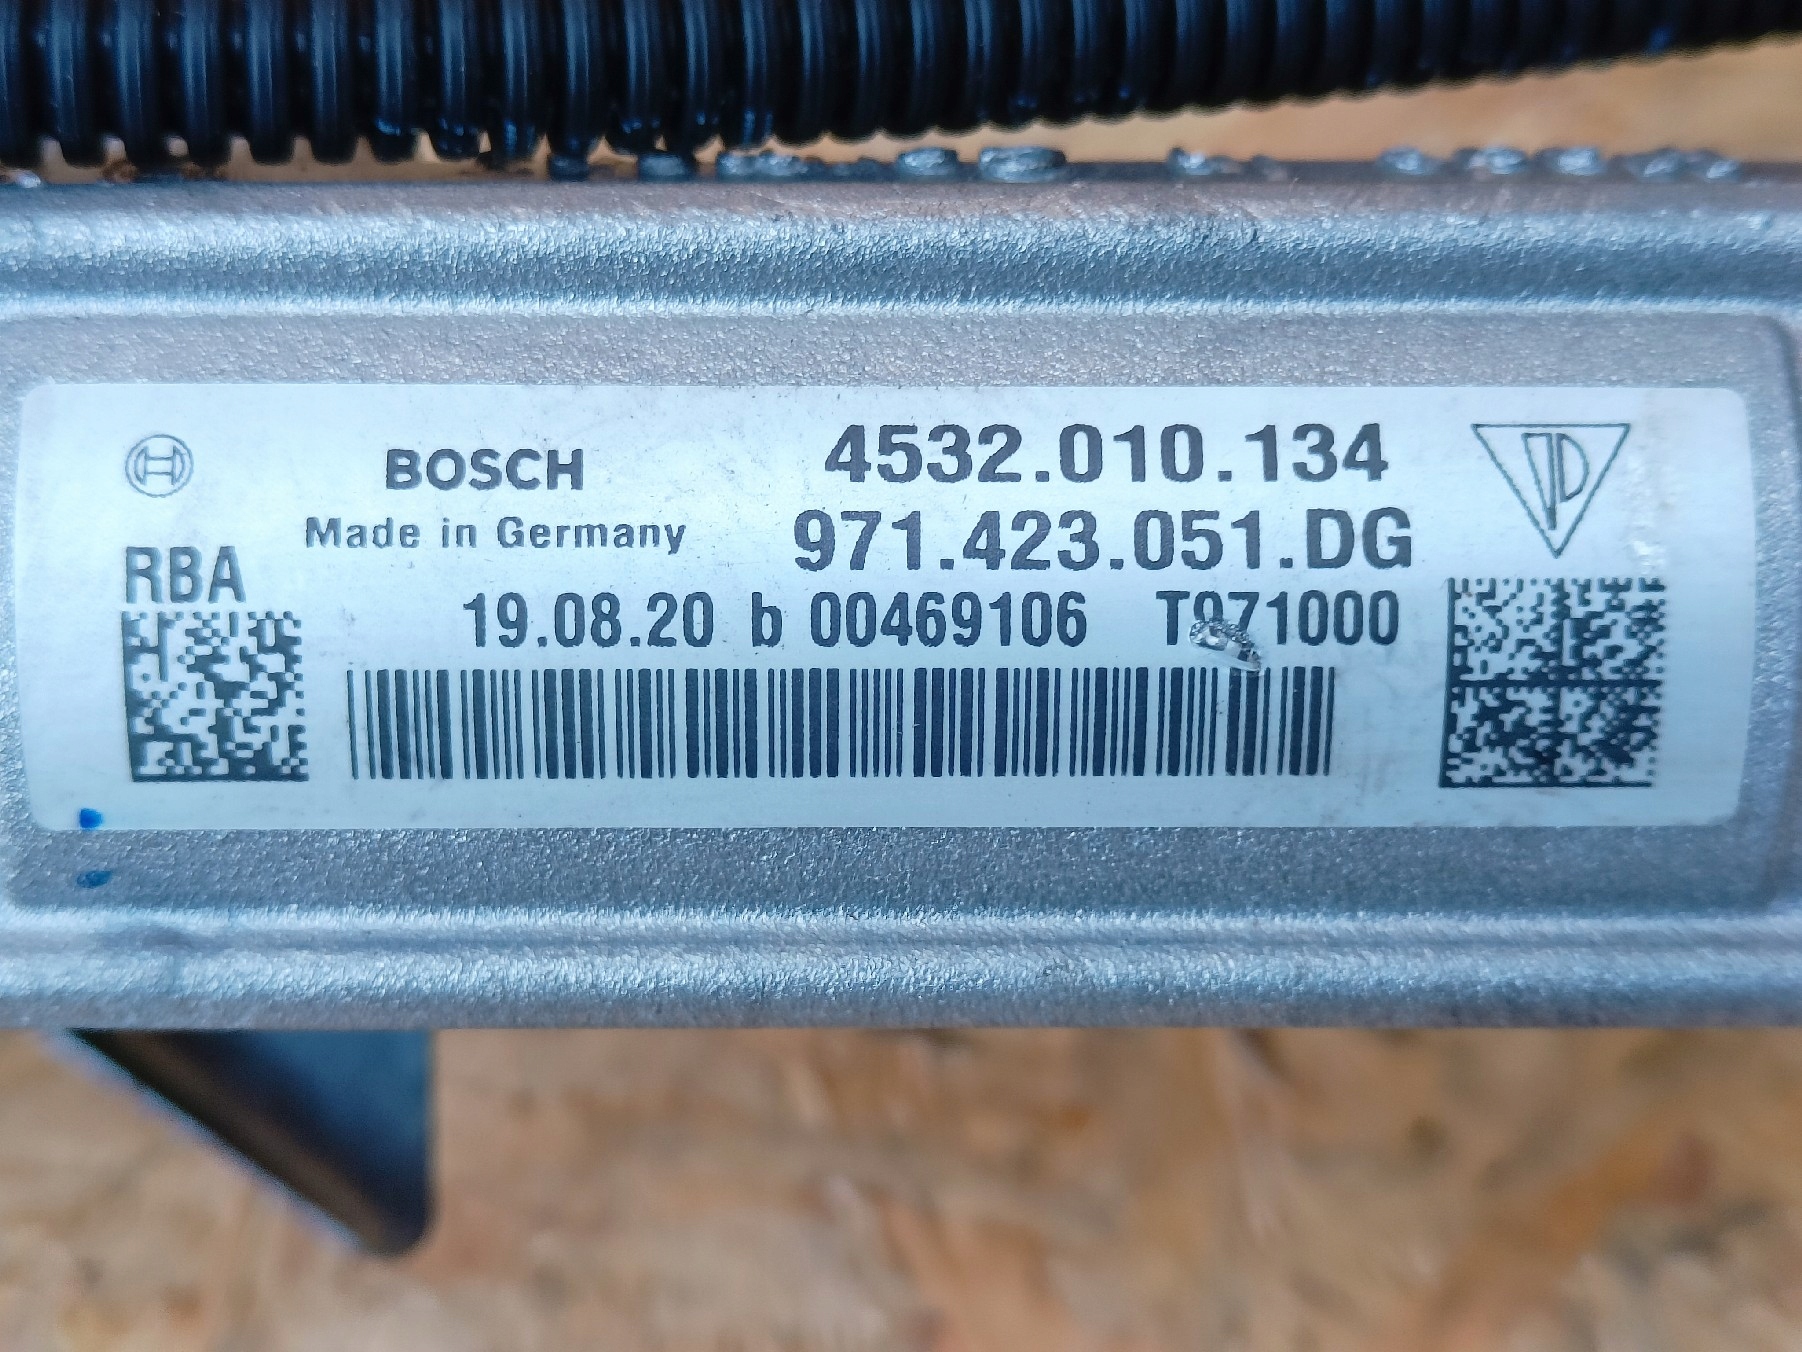 BOSCH
4532.010.134
Made in Germany
971.423.051.DG
RBA
19.08.20 b 00469106 T971000